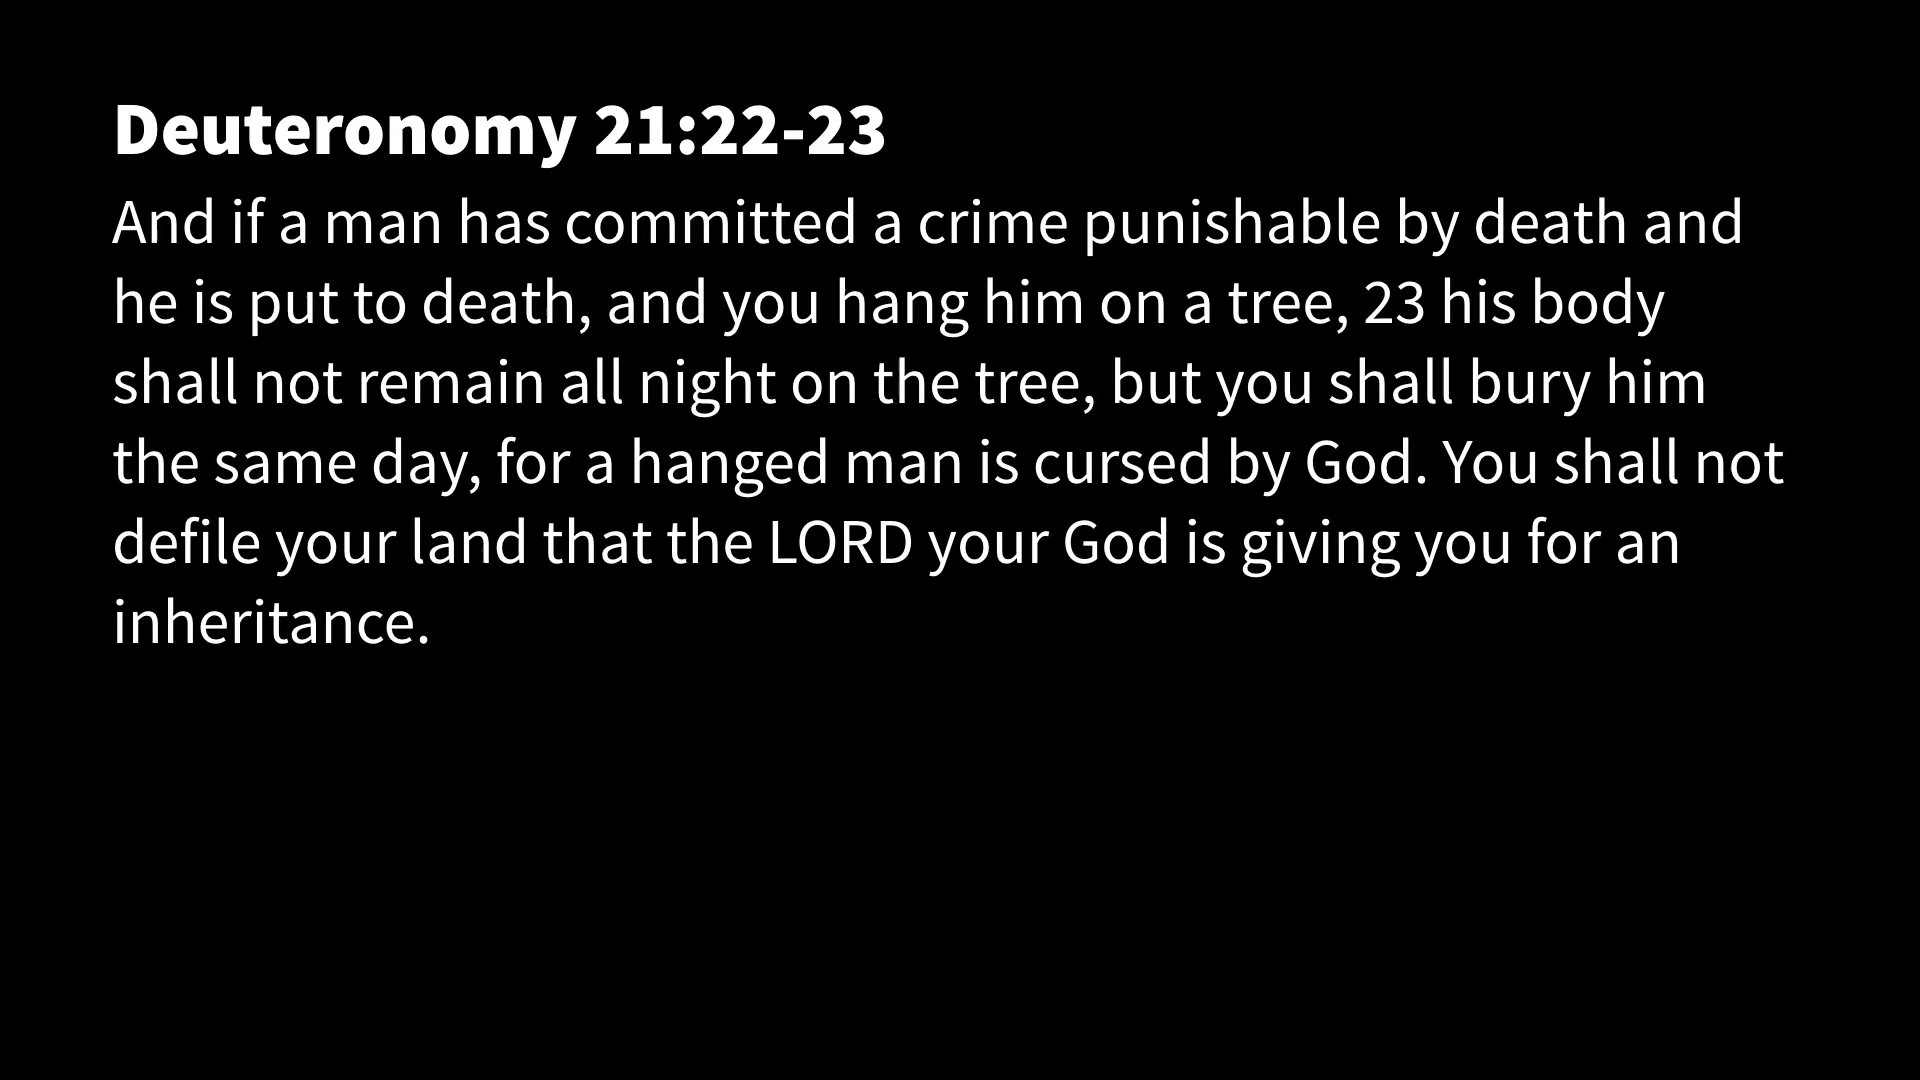 Deuteronomy 21:22-23
And if a man has committed a crime punishable by death and
he is put to death, and you hang him on a tree, 23 his body
shall not remain all night on the tree, but you shall bury him
the same day, for a hanged man is cursed by God. You shall not
defile your land that the LORD your God is giving you for an
inheritance.